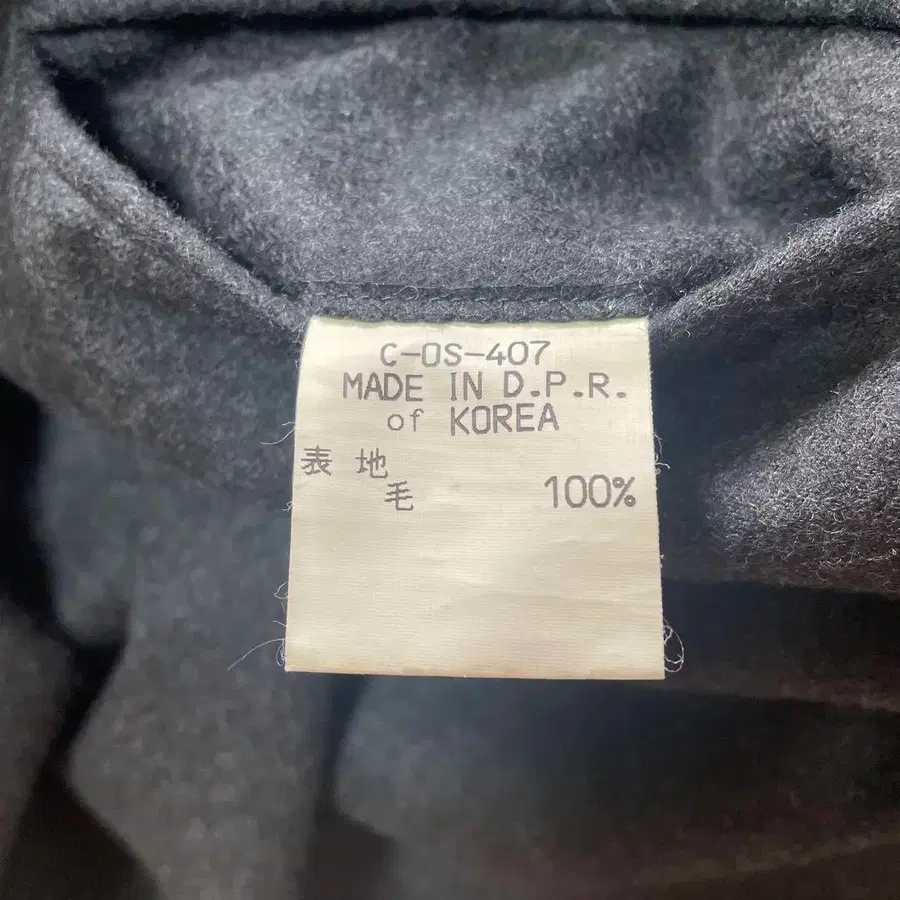 C-OS-407
MADE IN D.P.R.
of KOREA
表 地
毛 100%